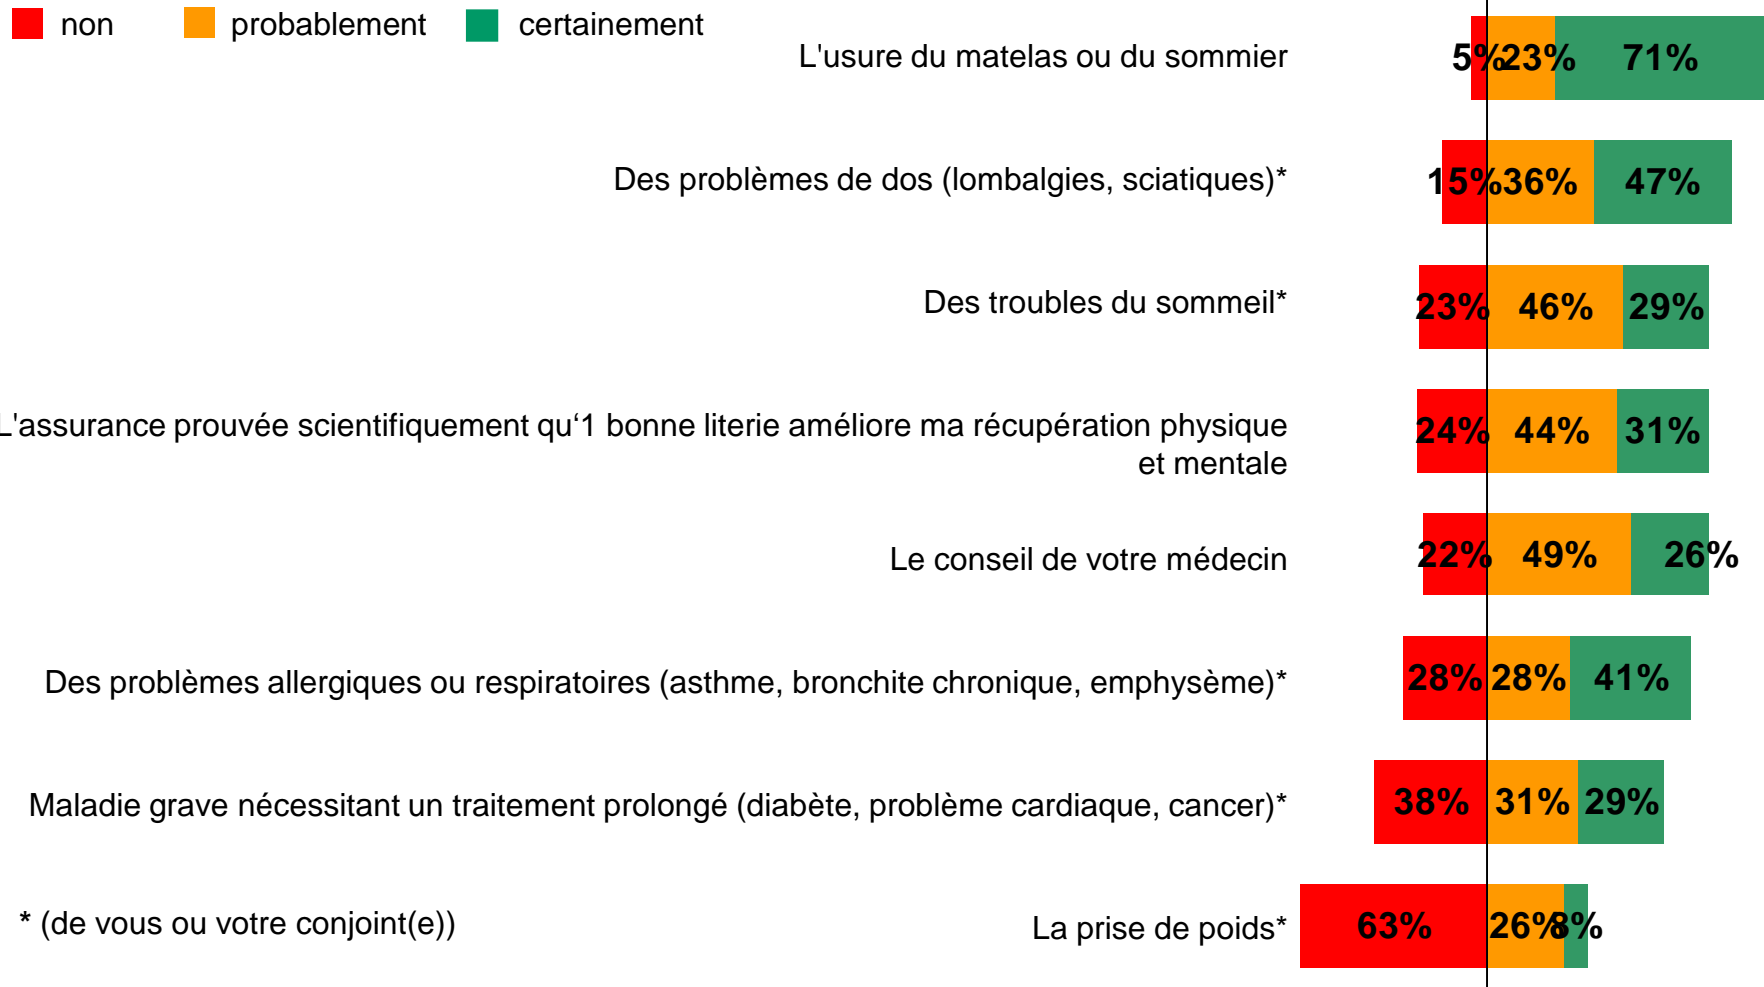 non probablement certainement
L'usure du matelas ou du sommier 5% 23% 71%
Des problèmes de dos (lombalgies, sciatiques)* 15% 36% 47%
Des troubles du sommeil* 23% 46% 29%
L'assurance prouvée scientifiquement qu‘1 bonne literie améliore ma récupération physique
et mentale
24% 44% 31%
Le conseil de votre médecin 22% 49% 26%
Des problèmes allergiques ou respiratoires (asthme, bronchite chronique, emphysème)* 28% 28% 41%
Maladie grave nécessitant un traitement prolongé (diabète, problème cardiaque, cancer)* 38% 31% 29%
* (de vous ou votre conjoint(e))
La prise de poids* 63% 26% 8%